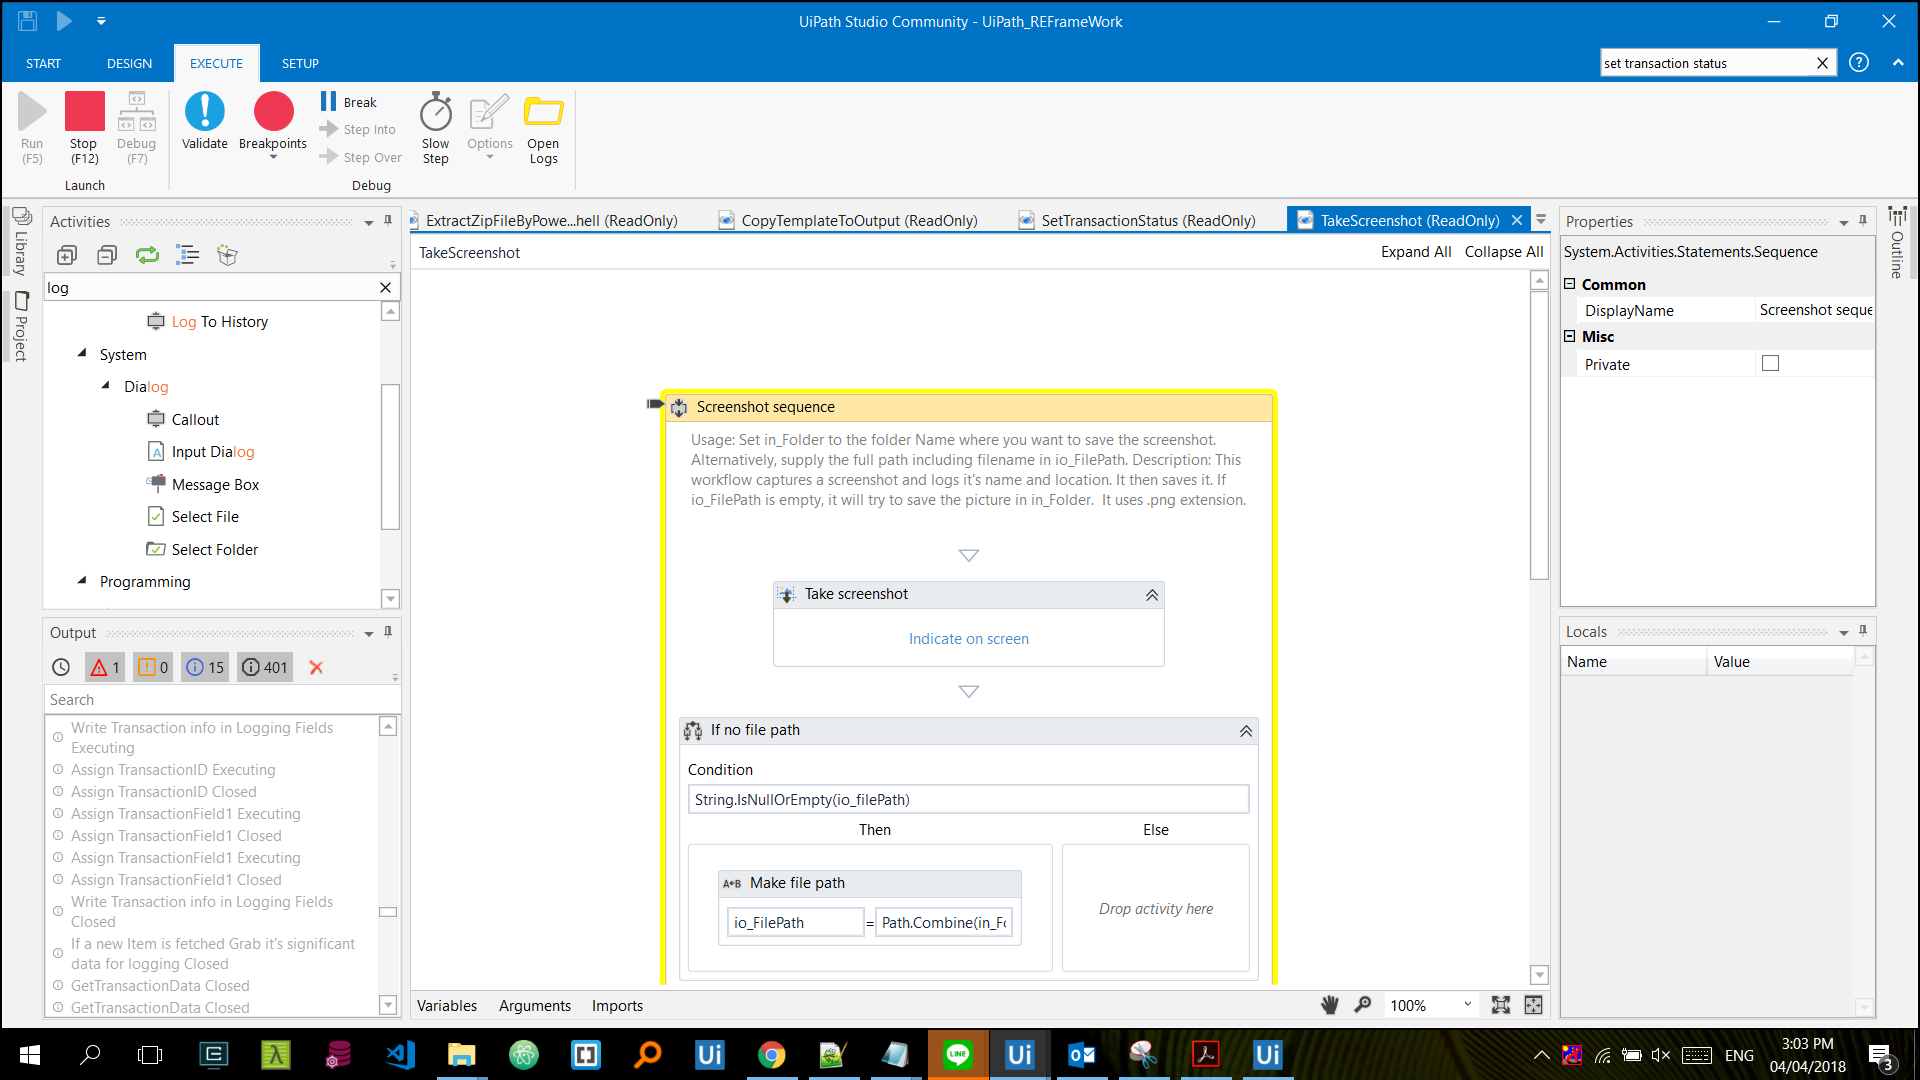 UiPath Studio Community - UiPath_REFrameWork
START
DESIGN
EXECUTE
SETUP
set transaction status
Run
(F5)
Stop
(F12)
Debug
(F7)
Launch
Validate
Breakpoints
Break
Step Into
Step Over
Slow
Step
Options
Open
Logs
Debug
Library
Project
Activities
log
Log To History
System
Dialog
Callout
Input Dialog
Message Box
Select File
Select Folder
Programming
Output
1
0
15
401
Search
Write Transaction info in Logging Fields
Executing
Assign TransactionID Executing
Assign TransactionID Closed
Assign TransactionField1 Executing
Assign TransactionField1 Closed
Assign TransactionField1 Executing
Assign TransactionField1 Closed
Write Transaction info in Logging Fields
Closed
If a new Item is fetched Grab it's significant
data for logging Closed
GetTransactionData Closed
GetTransactionData Closed
ExtractZipFileByPowe...hell (ReadOnly)
CopyTemplateToOutput (ReadOnly)
SetTransactionStatus (ReadOnly)
TakeScreenshot (ReadOnly)
TakeScreenshot
Expand All
Collapse All
Screenshot sequence
Usage: Set in_Folder to the folder Name where you want to save the screenshot.
Alternatively, supply the full path including filename in io_FilePath. Description: This
workflow captures a screenshot and logs it's name and location. It then saves it. If
io_FilePath is empty, it will try to save the picture in in_Folder.  It uses .png extension.
Take screenshot
Indicate on screen
If no file path
Condition
String.IsNullOrEmpty(io_filePath)
Then
Else
A+B Make file path
io_FilePath
=
Path.Combine(in_Fo
Drop activity here
Variables
Arguments
Imports
100%
Properties
System.Activities.Statements.Sequence
Common
DisplayName
Screenshot seque
Misc
Private
Outline
Locals
Name
Value
Ui
LINE
Ui
Ui
ENG
3:03 PM
04/04/2018
3